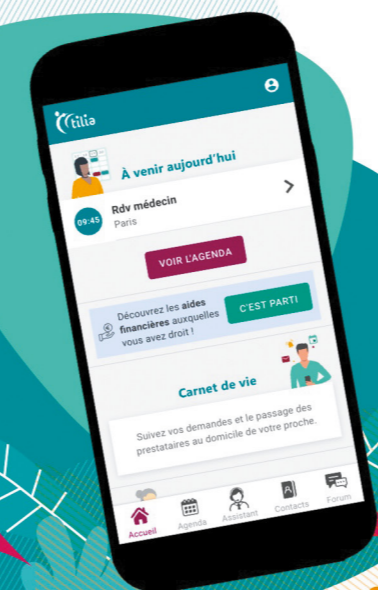 tilia
À venir aujourd'hui
09:45
Rdv médecin
Paris
VOIR L'AGENDA
Découvrez les aides
financières auxquelles
vous avez droit !
C'EST PARTI
Carnet de vie
Suivez vos demandes et le passage des
prestataires au domicile de votre proche.
Accueil
Agenda
Assistant
Contacts
Forum